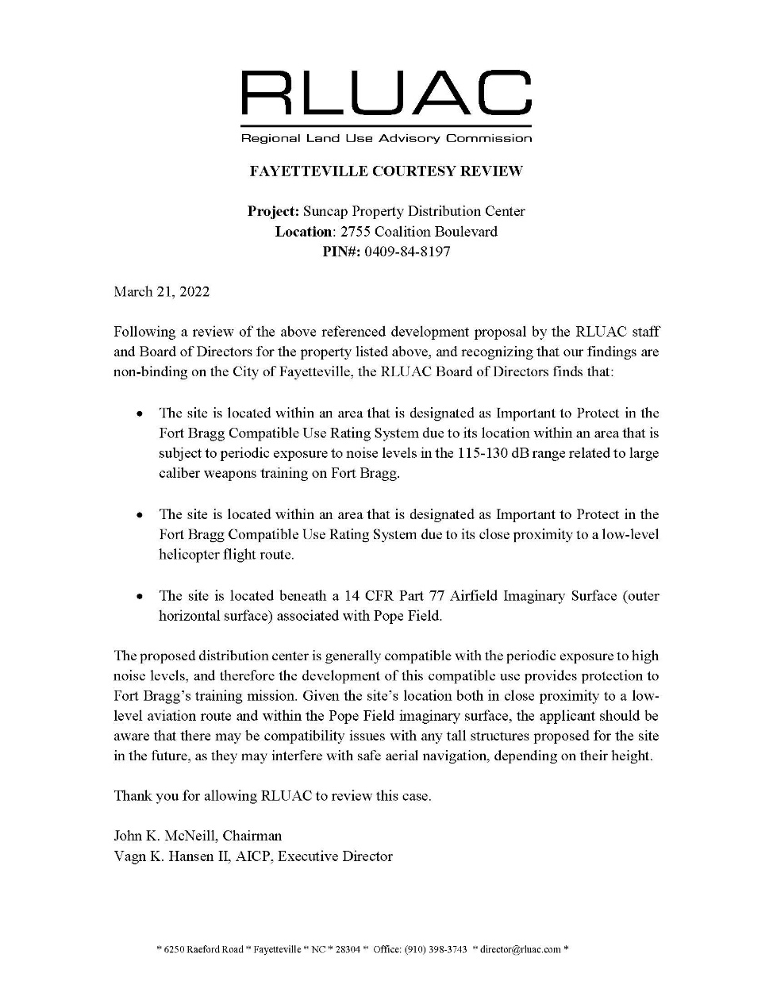 RLUAC
Regional Land Use Advisory Commission
FAYETTEVILLE COURTESY REVIEW
Project: Suncap Property Distribution Center
Location: 2755 Coalition Boulevard
PIN#: 0409-84-8197
March 21, 2022
Following a review of the above referenced development proposal by the RLUAC staff
and Board of Directors for the property listed above, and recognizing that our findings are
non-binding on the City of Fayetteville, the RLUAC Board of Directors finds that:
• The site is located within an area that is designated as Important to Protect in the
Fort Bragg Compatible Use Rating System due to its location within an area that is
subject to periodic exposure to noise levels in the 115-130 dB range related to large
caliber weapons training on Fort Bragg.
• The site is located within an area that is designated as Important to Protect in the
Fort Bragg Compatible Use Rating System due to its close proximity to a low-level
helicopter flight route.
• The site is located beneath a 14 CFR Part 77 Airfield Imaginary Surface (outer
horizontal surface) associated with Pope Field.
The proposed distribution center is generally compatible with the periodic exposure to high
noise levels, and therefore the development of this compatible use provides protection to
Fort Bragg's training mission. Given the site's location both in close proximity to a low-
level aviation route and within the Pope Field imaginary surface, the applicant should be
aware that there may be compatibility issues with any tall structures proposed for the site
in the future, as they may interfere with safe aerial navigation, depending on their height.
Thank you for allowing RLUAC to review this case.
John K. McNeill, Chairman
Vagn K. Hansen II, AICP, Executive Director
* 6250 Raeford Road * Fayetteville * NC * 28304 * Office: (910) 398-3743 * director@rluac.com *